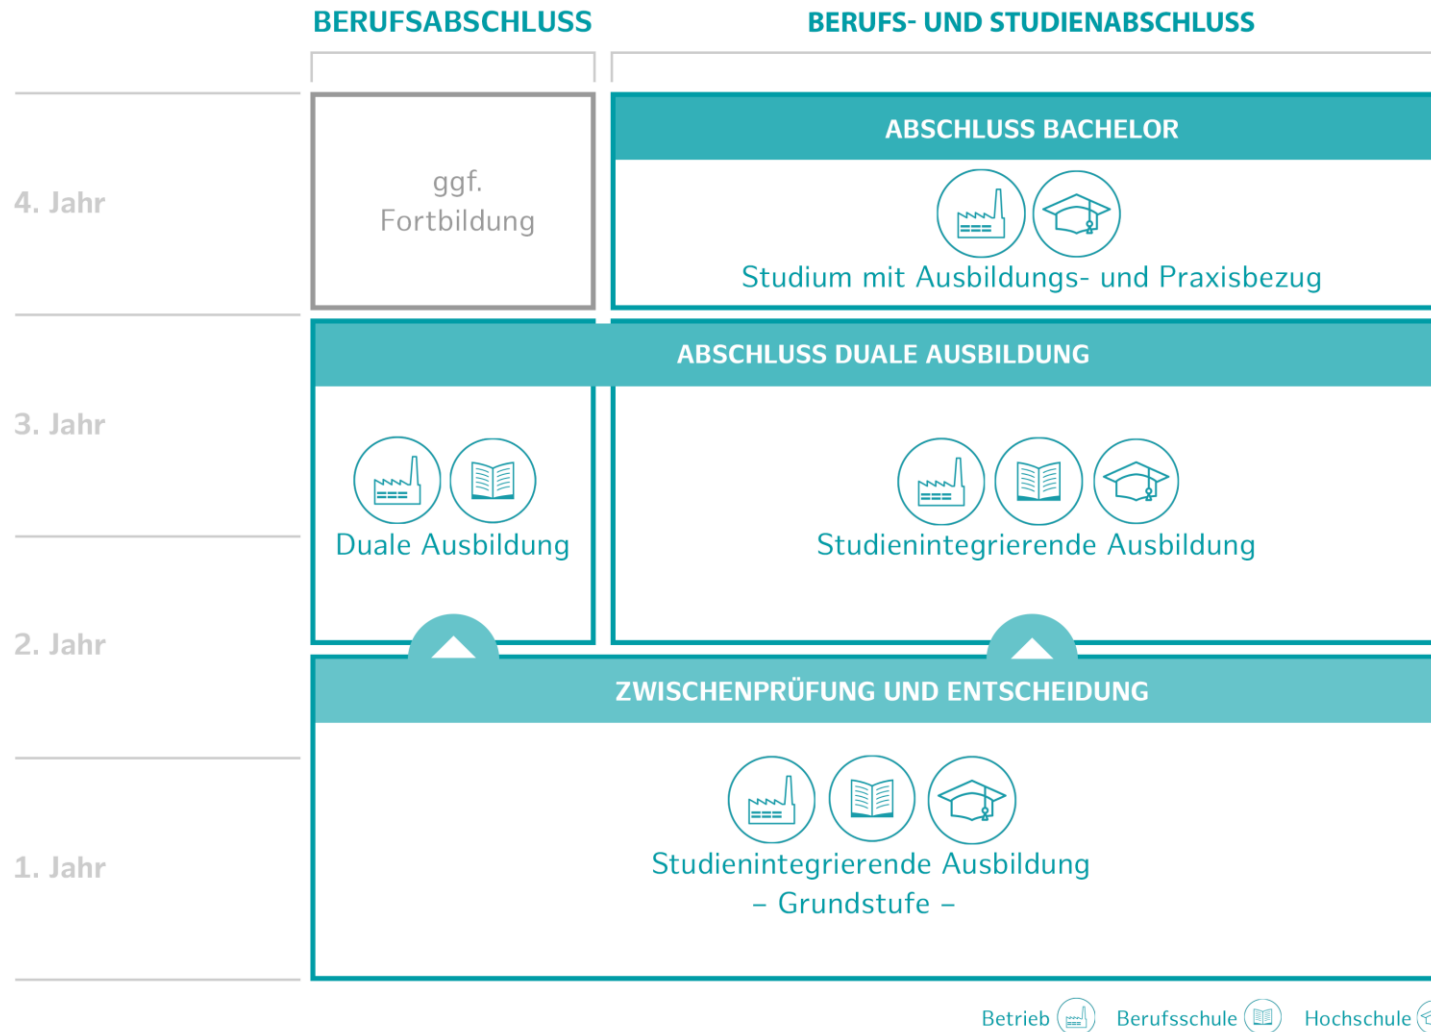 BERUFSABSCHLUSS
BERUFS- UND STUDIENABSCHLUSS
4. Jahr
ggf.
Fortbildung
ABSCHLUSS BACHELOR
Studium mit Ausbildungs- und Praxisbezug
ABSCHLUSS DUALE AUSBILDUNG
3. Jahr
Duale Ausbildung
Studienintegrierende Ausbildung
2. Jahr
ZWISCHENPRÜFUNG UND ENTSCHEIDUNG
1. Jahr
Studienintegrierende Ausbildung
– Grundstufe –
Betrieb Berufsschule Hochschule